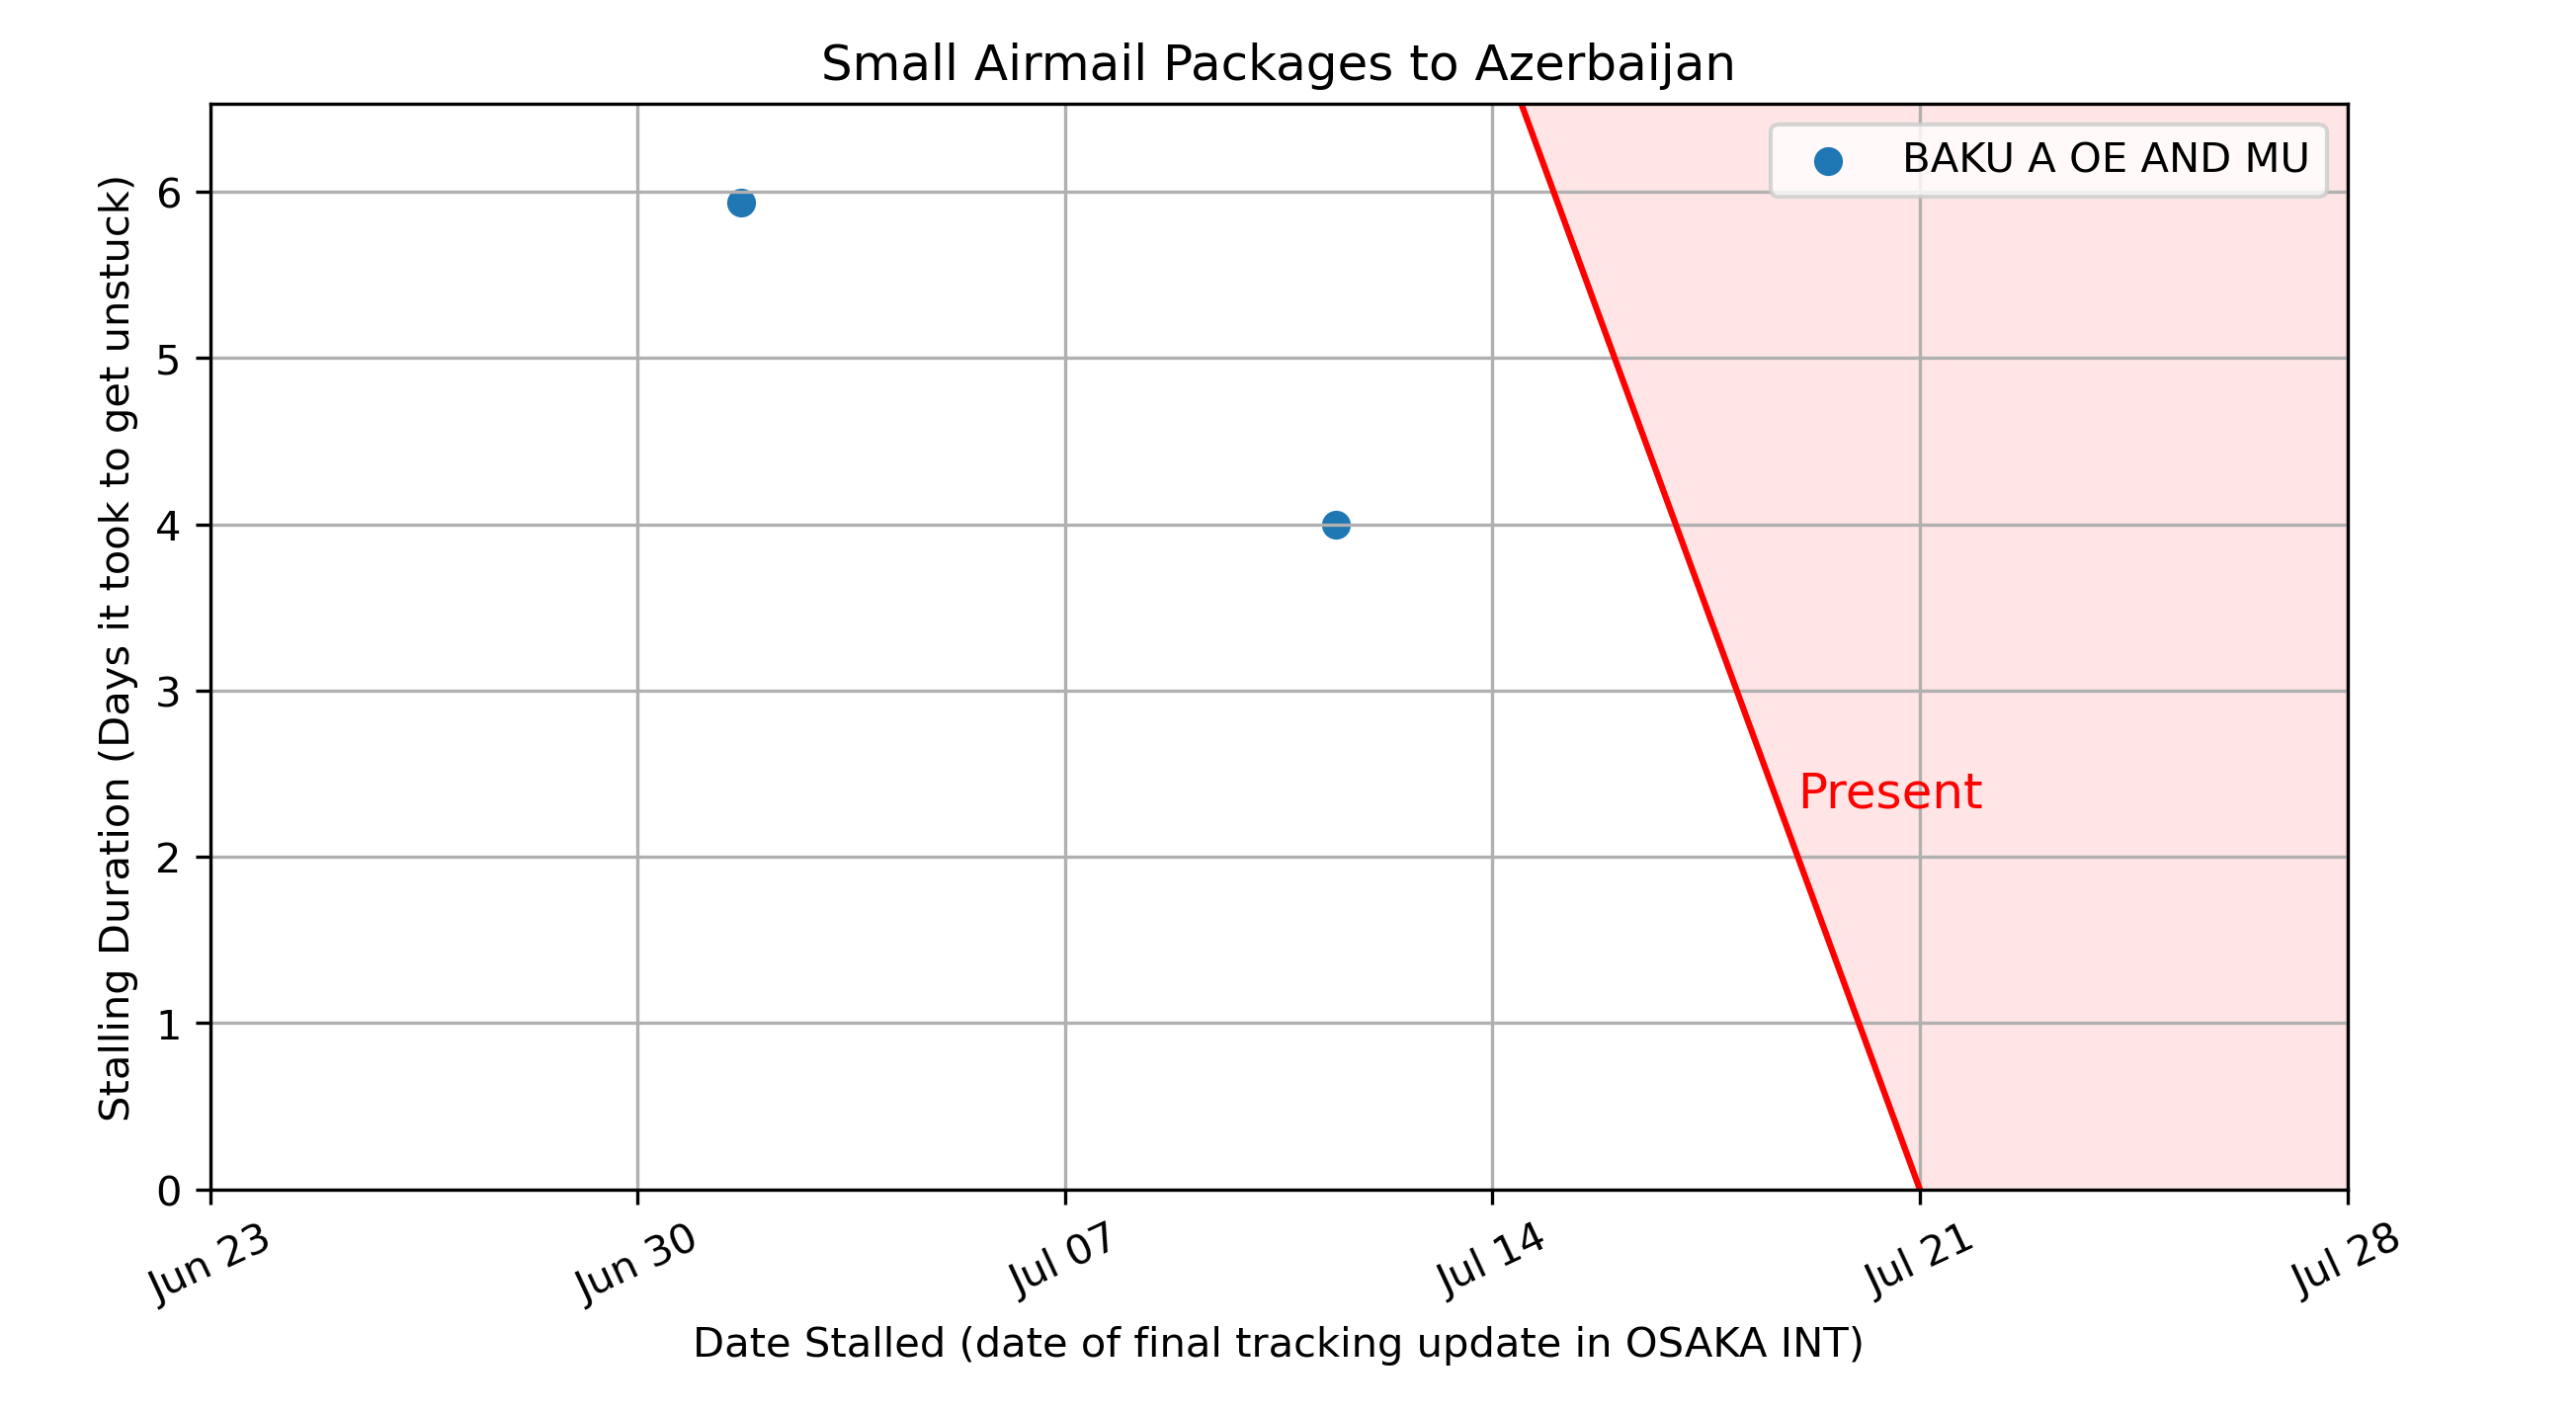 Small Airmail Packages to Azerbaijan
BAKU A OE AND MU
Stalling Duration (Days it took to get unstuck)
6
5
4
3
2
1
0
Present
Jun 23
Jun 30
Jul 07
Jul 14
Jul 21
Jul 28
Date Stalled (date of final tracking update in OSAKA INT)